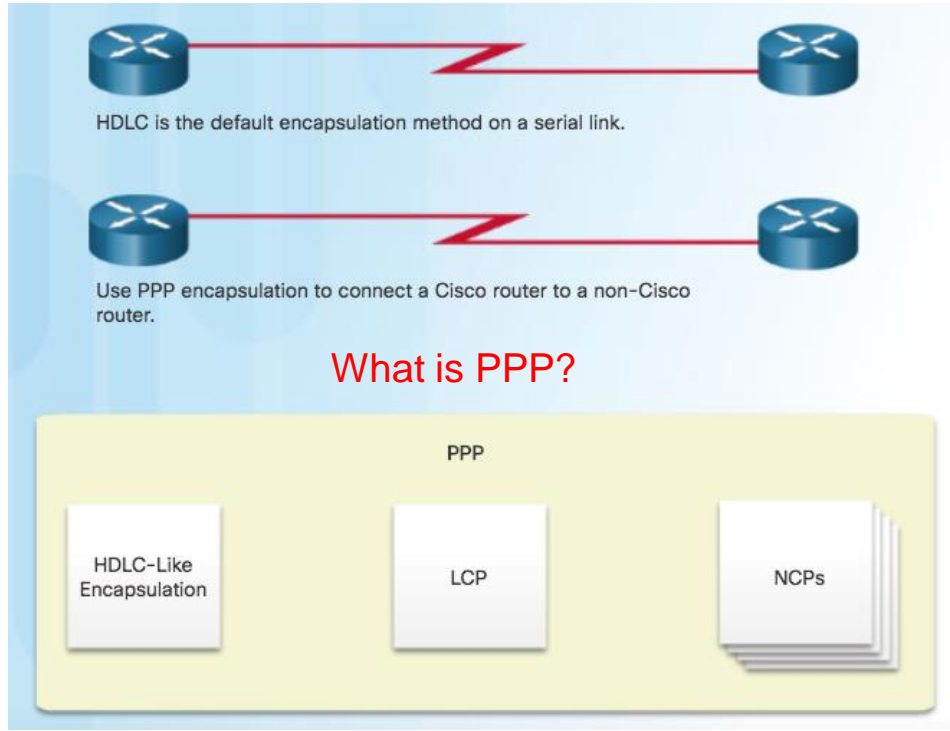 HDLC is the default encapsulation method on a serial link.
Use PPP encapsulation to connect a Cisco router to a non-Cisco
router.
What is PPP?
PPP
HDLC-Like
Encapsulation
LCP
NCPs